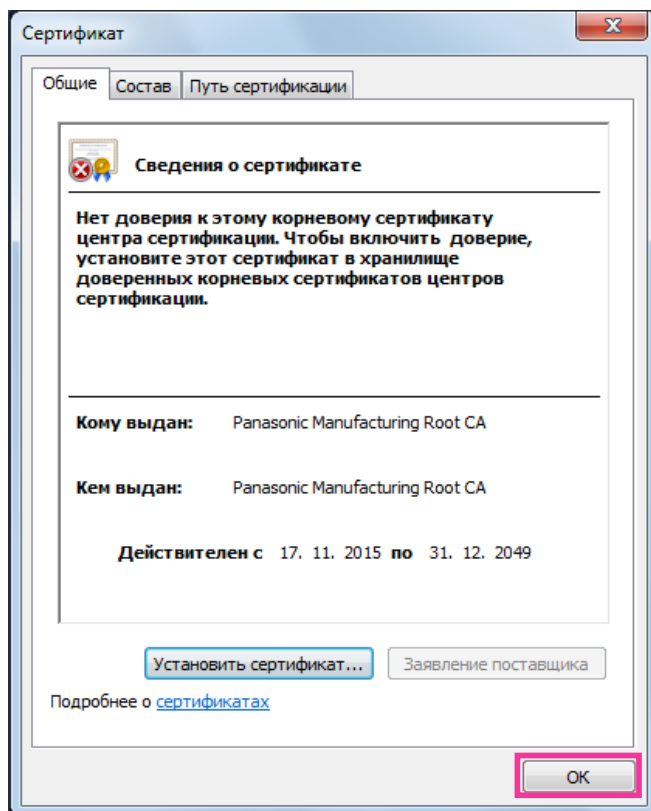 Сертификат
Общие Состав Путь сертификации
Сведения о сертификате
Нет доверия к этому корневому сертификату
центра сертификации. Чтобы включить доверие,
установите этот сертификат в хранилище
доверенных корневых сертификатов центров
сертификации.
Кому выдан: Panasonic Manufacturing Root CA
Кем выдан: Panasonic Manufacturing Root CA
Действителен с 17. 11. 2015 по 31. 12. 2049
Установить сертификат... Заявление поставщика
Подробнее о сертификатах
ОК